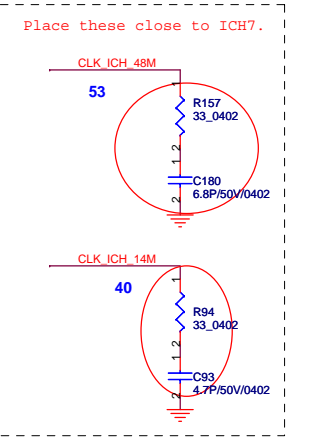 Place these close to ICH7.
CLK_ICH_48M
53
1
R157
33_0402
2
1
C180
6.8P/50V/0402
2
CLK_ICH_14M
40
1
R94
33_0402
2
1
C93
4.7P/50V/0402
2